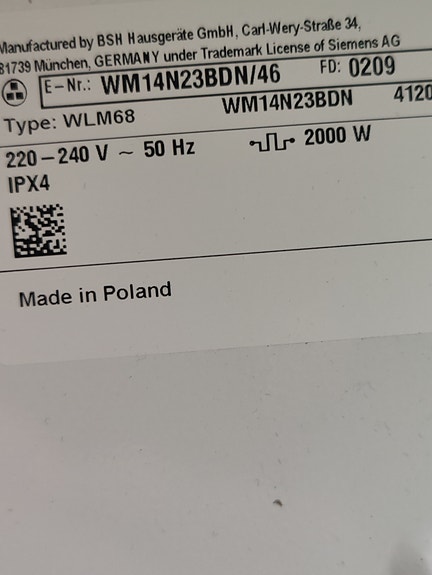 Manufactured by BSH Hausgeräte GmbH, Carl-Wery-Straße 34,
81739 München, GERMANY under Trademark License of Siemens AG
E-Nr.: WM14N23BDN/46 FD: 0209
Type: WLM68 WM14N23BDN 4120
220-240 V ~ 50 Hz 2000 W
IPX4
Made in Poland